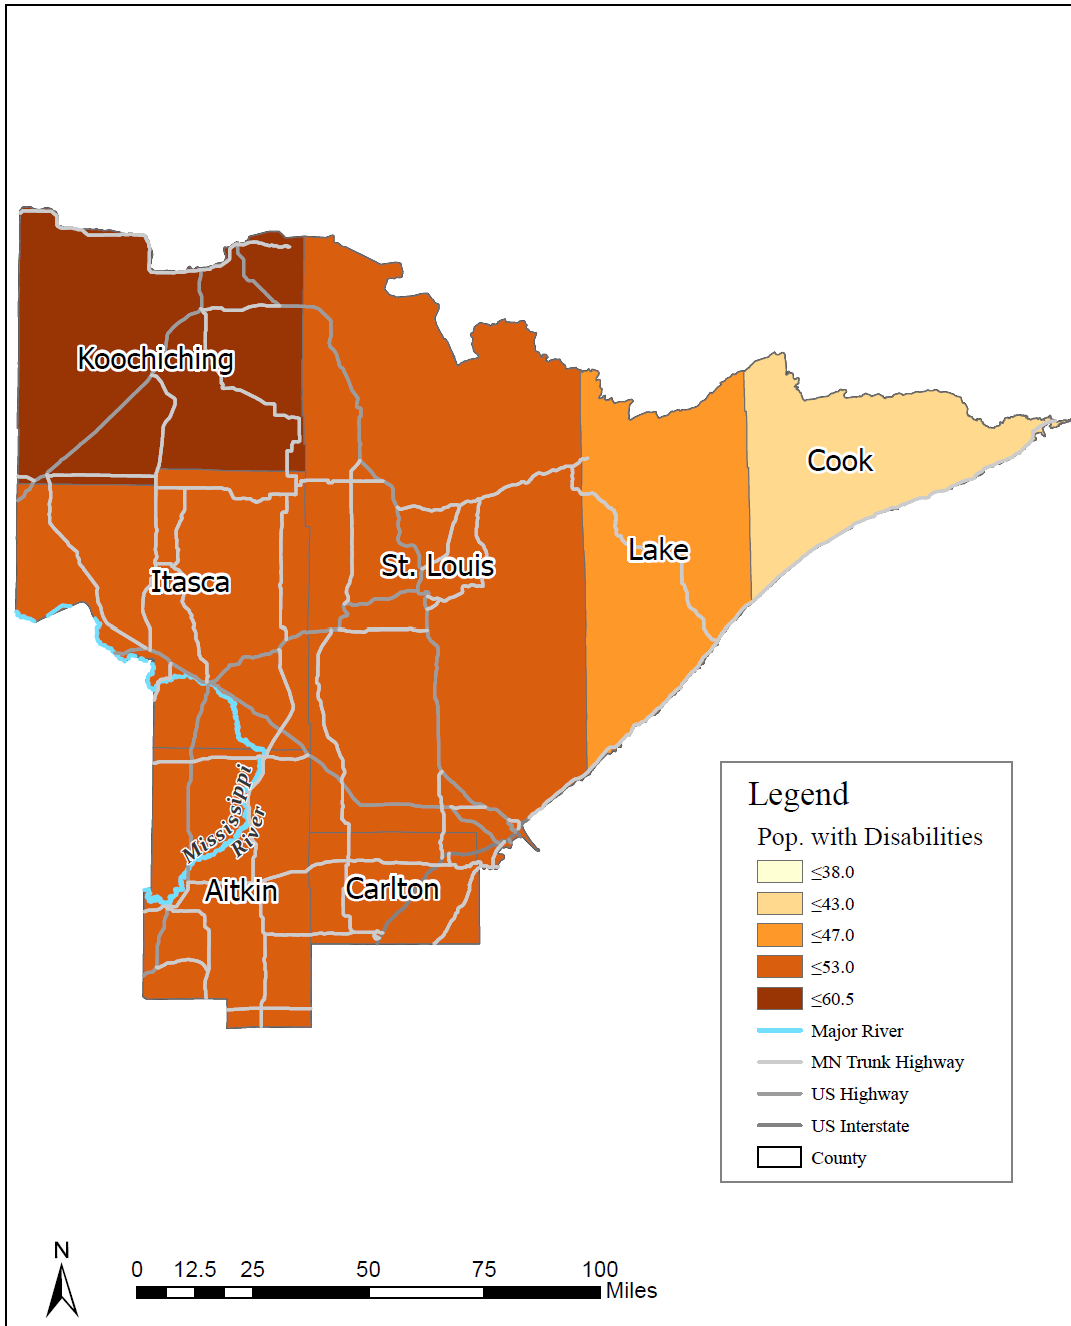 Koochiching
Cook
Lake
St. Louis
Itasca
Mississippi
River
Aitkin
Carlton
Legend
Pop. with Disabilities
≤38.0
≤43.0
≤47.0
≤53.0
≤60.5
Major River
MN Trunk Highway
US Highway
US Interstate
County
N
0 12.5 25 50 75 100
Miles